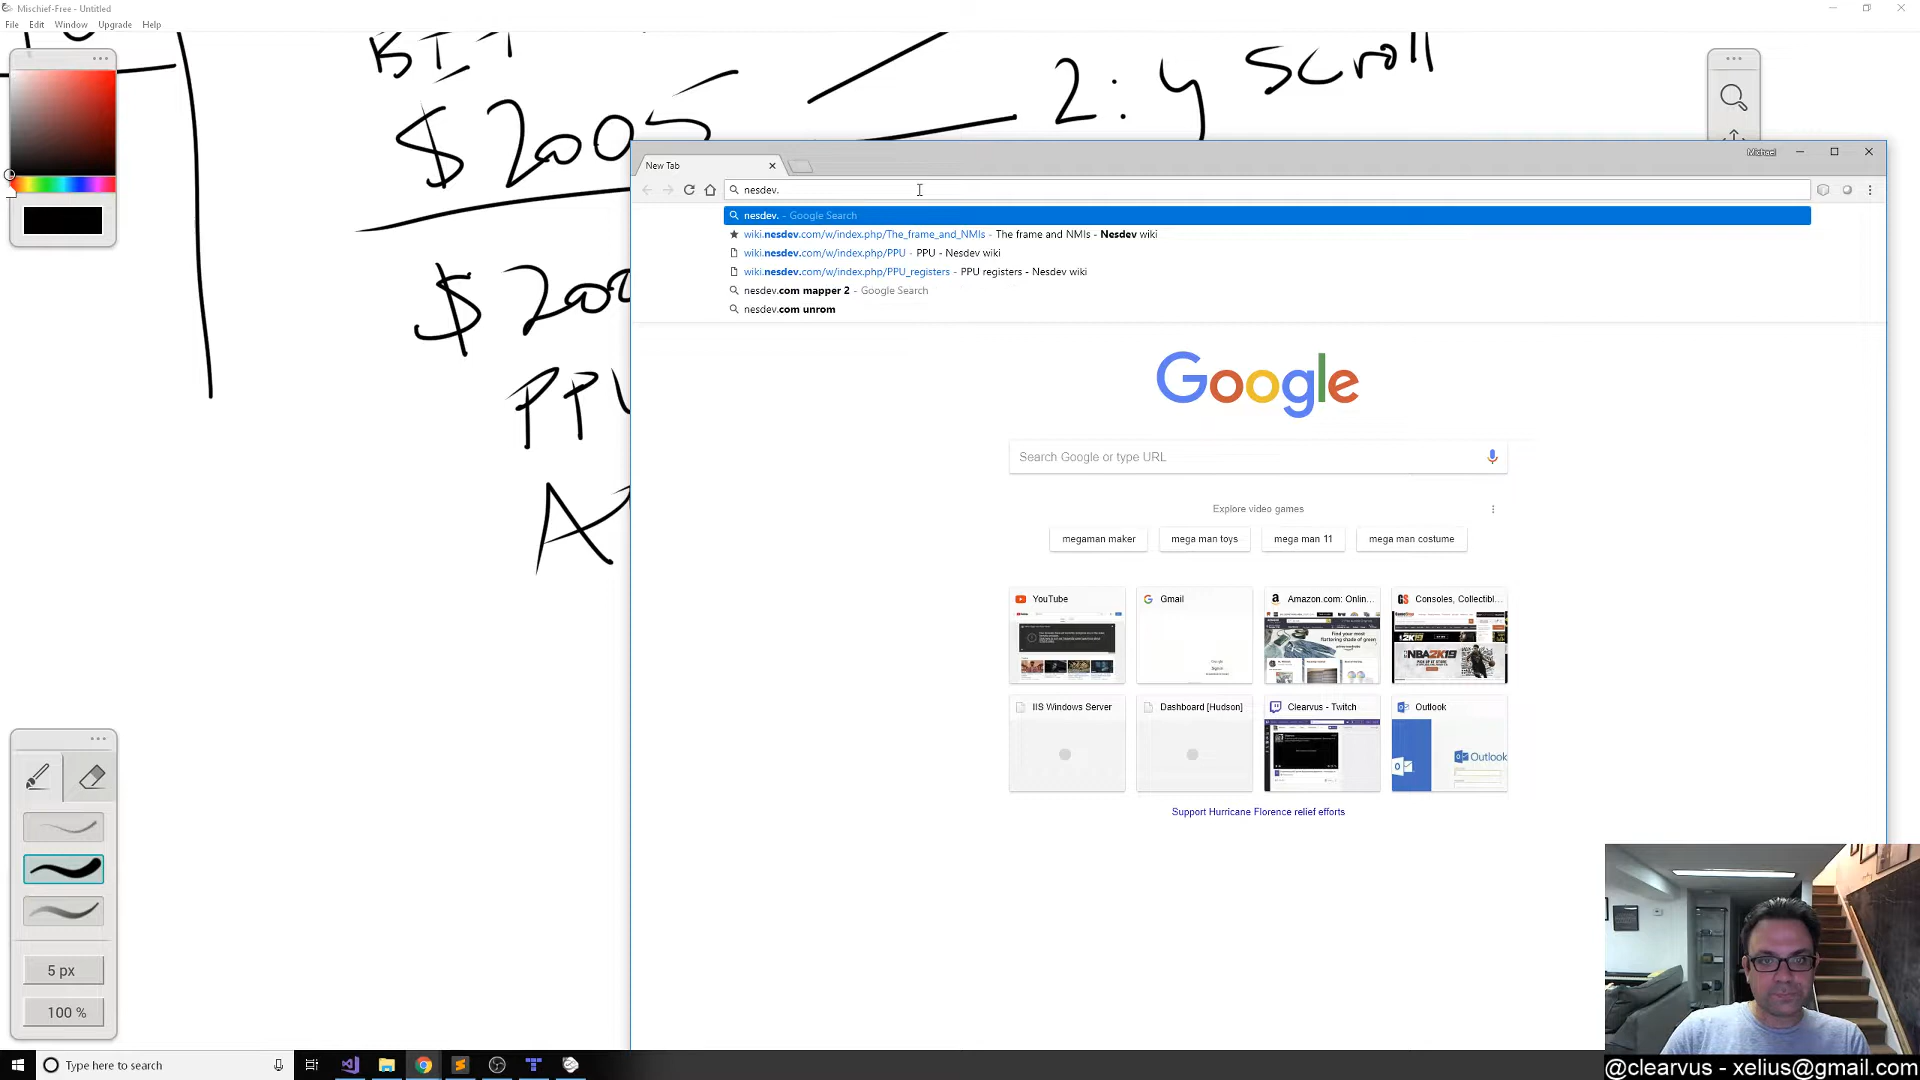 Mischief-Free - Untitled
File Edit Window Upgrade Help
BIT
$2005
2: y scroll
$200
PPU
A
5 px
100 %
New Tab
Michael
nesdev.
nesdev. - Google Search
wiki.nesdev.com/w/index.php/The_frame_and_NMIs - The frame and NMIs - Nesdev wiki
wiki.nesdev.com/w/index.php/PPU - PPU - Nesdev wiki
wiki.nesdev.com/w/index.php/PPU_registers - PPU registers - Nesdev wiki
nesdev.com mapper 2 - Google Search
nesdev.com unrom
Google
Search Google or type URL
Explore video games
megaman maker mega man toys mega man 11 mega man costume
YouTube Gmail Amazon.com: Onlin... Consoles, Collectibl...
IIS Windows Server Dashboard [Hudson] Clearvus - Twitch Outlook
Outlook
Support Hurricane Florence relief efforts
Type here to search
@clearvus - xelius@gmail.com